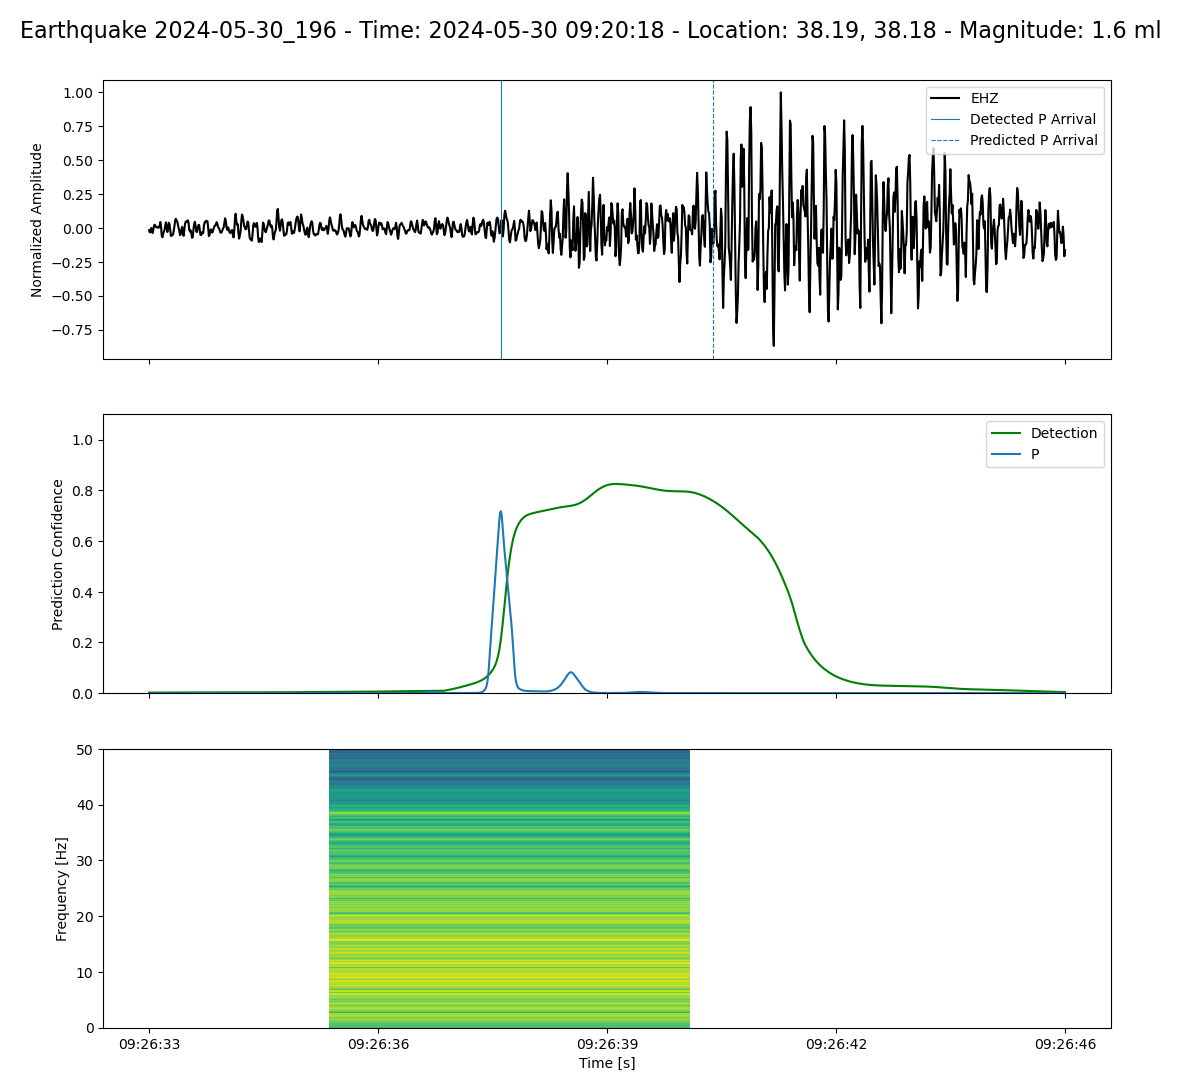 Earthquake 2024-05-30_196 - Time: 2024-05-30 09:20:18 - Location: 38.19, 38.18 - Magnitude: 1.6 ml
Normalized Amplitude
1.00
0.75
0.50
0.25
0.00
−0.25
−0.50
−0.75
EHZ
Detected P Arrival
Predicted P Arrival
Prediction Confidence
1.0
0.8
0.6
0.4
0.2
0.0
Detection
P
Frequency [Hz]
50
40
30
20
10
0
09:26:33 09:26:36 09:26:39 09:26:42 09:26:46
Time [s]